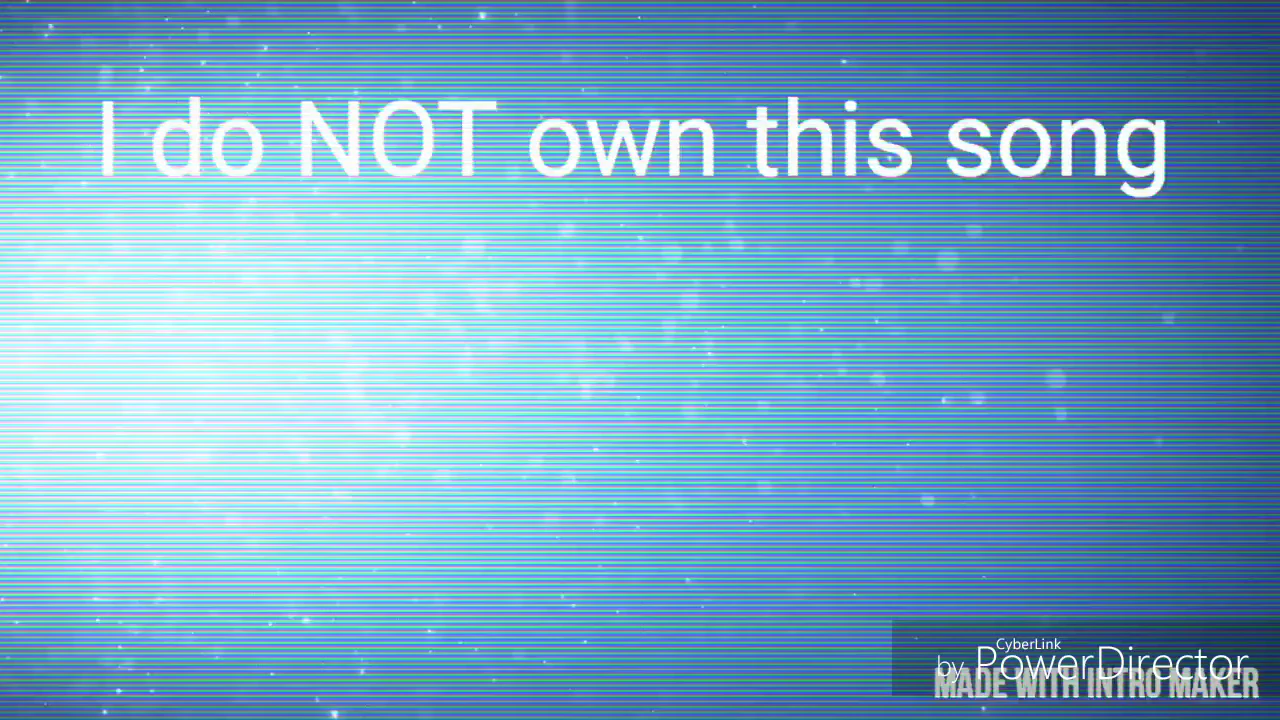 I do NOT own this song
CyberLink
by PowerDirector
MADE WITH INTRO MAKER